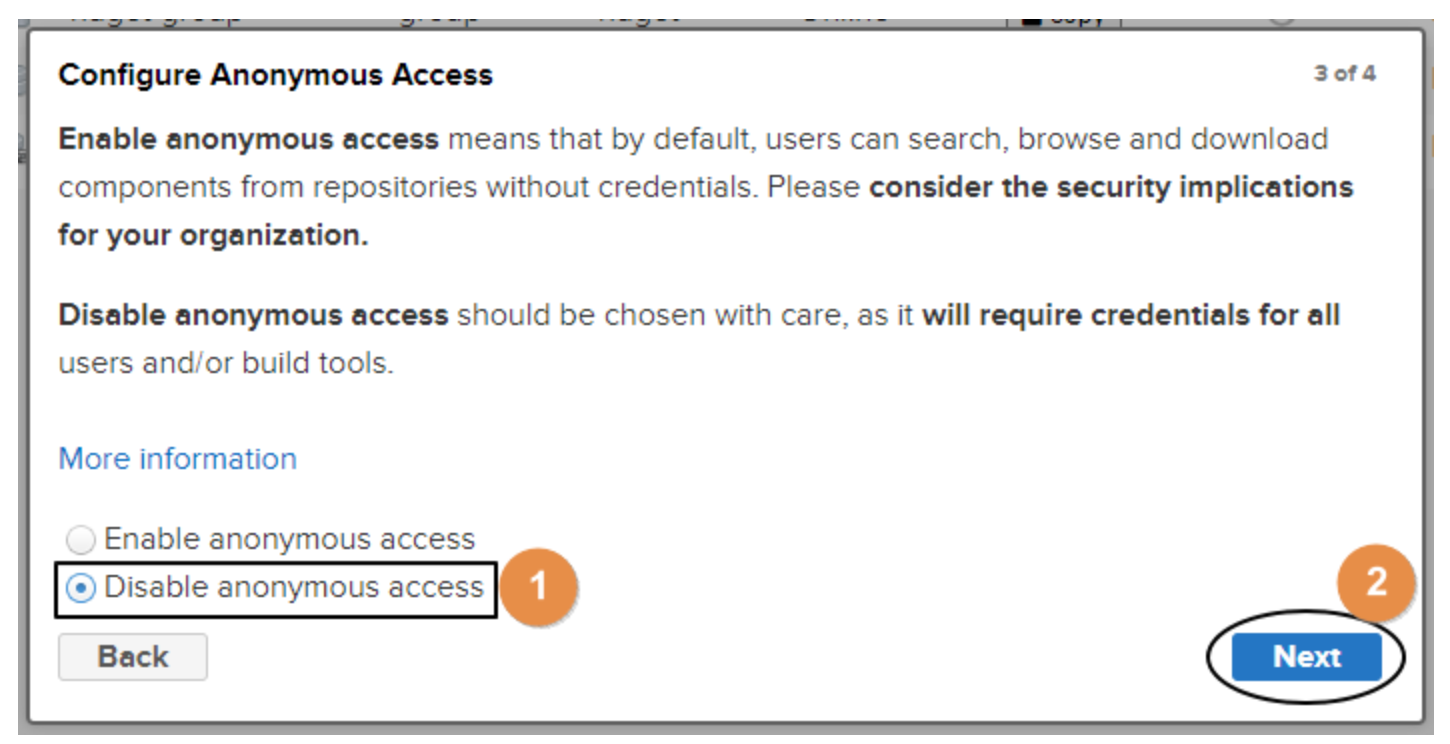 Configure Anonymous Access 3 of 4
Enable anonymous access means that by default, users can search, browse and download
components from repositories without credentials. Please consider the security implications
for your organization.
Disable anonymous access should be chosen with care, as it will require credentials for all
users and/or build tools.
More information
Enable anonymous access
Disable anonymous access 1
2
Back Next